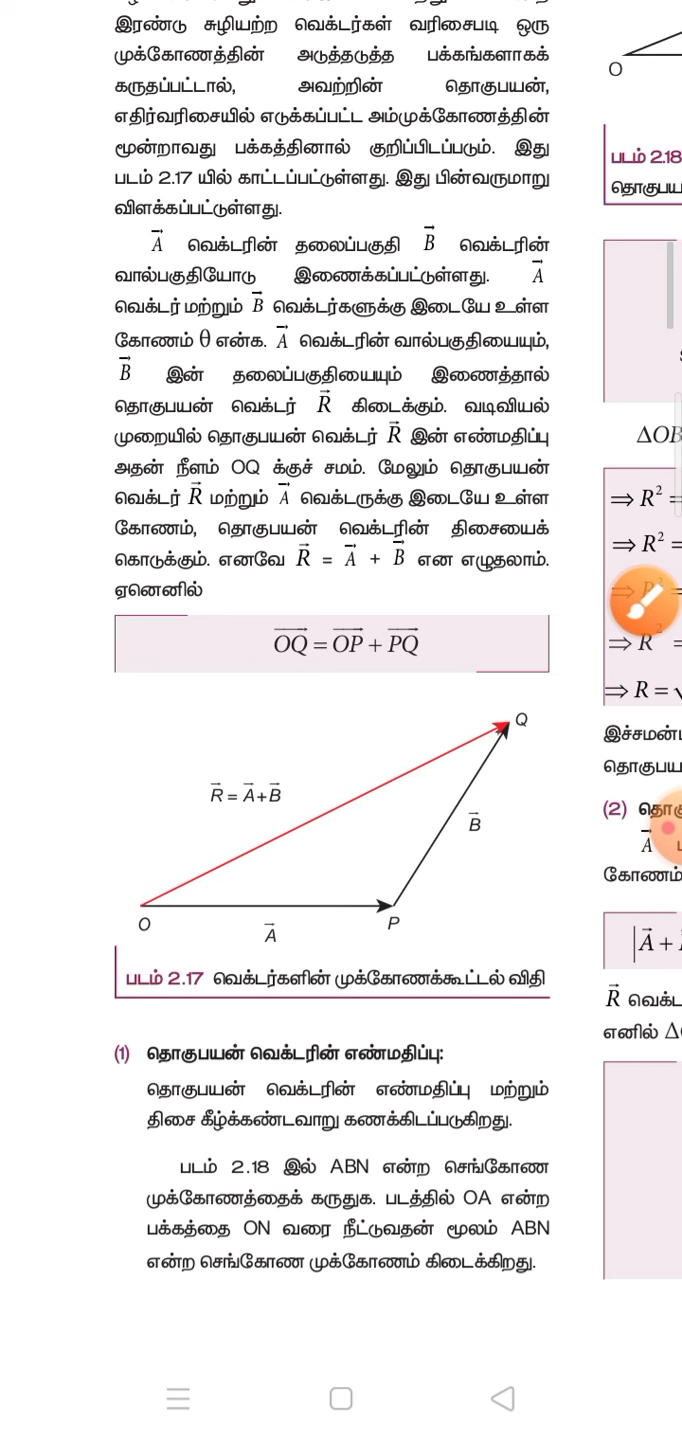 இரண்டு சுழியற்ற வெக்டர்கள் வரிசைபடி ஒரு
முக்கோணத்தின் அடுத்தடுத்த பக்கங்களாகக்
கருதப்பட்டால், அவற்றின் தொகுபயன்,
எதிர்வரிசையில் எடுக்கப்பட்ட அம்முக்கோணத்தின்
மூன்றாவது பக்கத்தினால் குறிப்பிடப்படும். இது
படம் 2.17 யில் காட்டப்பட்டுள்ளது. இது பின்வருமாறு
விளக்கப்பட்டுள்ளது.
A⃗ வெக்டரின் தலைப்பகுதி B⃗ வெக்டரின்
வால்பகுதியோடு இணைக்கப்பட்டுள்ளது. A⃗
வெக்டர் மற்றும் B⃗ வெக்டர்களுக்கு இடையே உள்ள
கோணம் θ என்க. A⃗ வெக்டரின் வால்பகுதியையும்,
B⃗ இன் தலைப்பகுதியையும் இணைத்தால்
தொகுபயன் வெக்டர் R⃗ கிடைக்கும். வடிவியல்
முறையில் தொகுபயன் வெக்டர் R⃗ இன் எண்மதிப்பு
அதன் நீளம் OQ க்குச் சமம். மேலும் தொகுபயன்
வெக்டர் R⃗ மற்றும் A⃗ வெக்டருக்கு இடையே உள்ள
கோணம், தொகுபயன் வெக்டரின் திசையைக்
கொடுக்கும். எனவே R⃗ = A⃗ + B⃗ என எழுதலாம்.
ஏனெனில்
OQ⃗ = OP⃗ + PQ⃗
Q
R⃗ = A⃗+B⃗
B⃗
O
P
A⃗
படம் 2.17 வெக்டர்களின் முக்கோணக்கூட்டல் விதி
(1) தொகுபயன் வெக்டரின் எண்மதிப்பு:
தொகுபயன் வெக்டரின் எண்மதிப்பு மற்றும்
திசை கீழ்க்கண்டவாறு கணக்கிடப்படுகிறது.
படம் 2.18 இல் ABN என்ற செங்கோண
முக்கோணத்தைக் கருதுக. படத்தில் OA என்ற
பக்கத்தை ON வரை நீட்டுவதன் மூலம் ABN
என்ற செங்கோண முக்கோணம் கிடைக்கிறது.
O
படம் 2.18
⇒ R² =
⇒ R² =
⇒ R² =
⇒ R =
(2)
A⃗
|A⃗ +
R⃗
எனில்